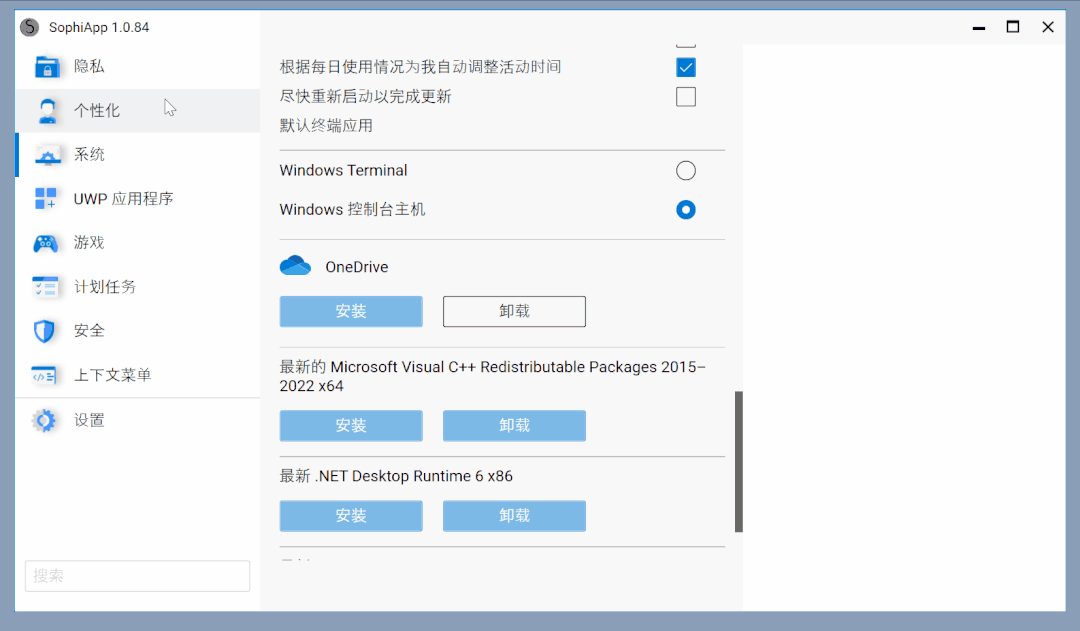 SophiApp 1.0.84
隐私
个性化
系统
UWP 应用程序
游戏
计划任务
安全
上下文菜单
设置
搜索
根据每日使用情况为我自动调整活动时间
尽快重新启动以完成更新
默认终端应用
Windows Terminal
Windows 控制台主机
OneDrive
安装
卸载
最新的 Microsoft Visual C++ Redistributable Packages 2015–
2022 x64
安装
卸载
最新 .NET Desktop Runtime 6 x86
安装
卸载